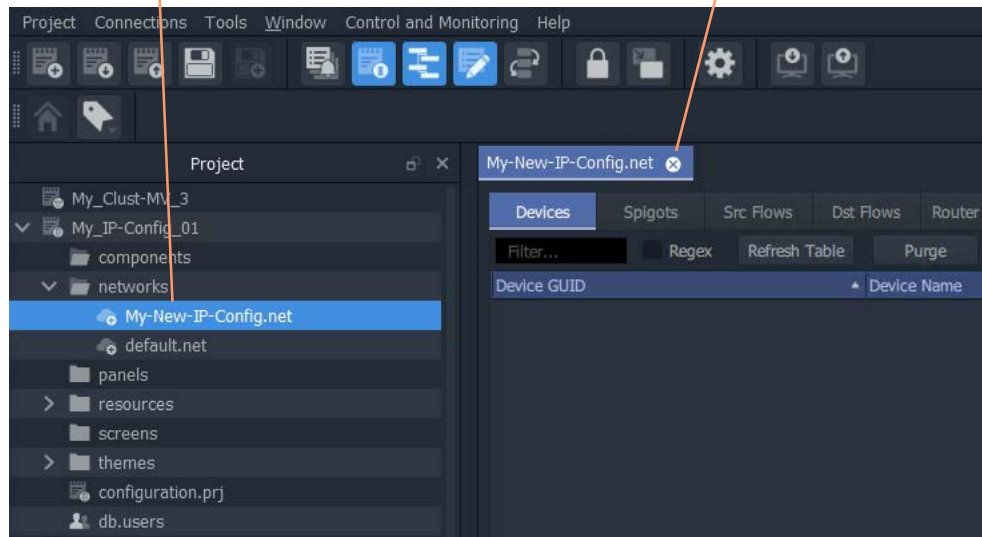 Project Connections Tools Window Control and Monitoring Help
Project
My_Clust-MV_3
My_IP-Config_01
components
networks
My-New-IP-Config.net
default.net
panels
resources
screens
themes
configuration.prj
db.users
My-New-IP-Config.net
Devices Spigots Src Flows Dst Flows Router
Filter... Regex Refresh Table Purge
Device GUID Device Name